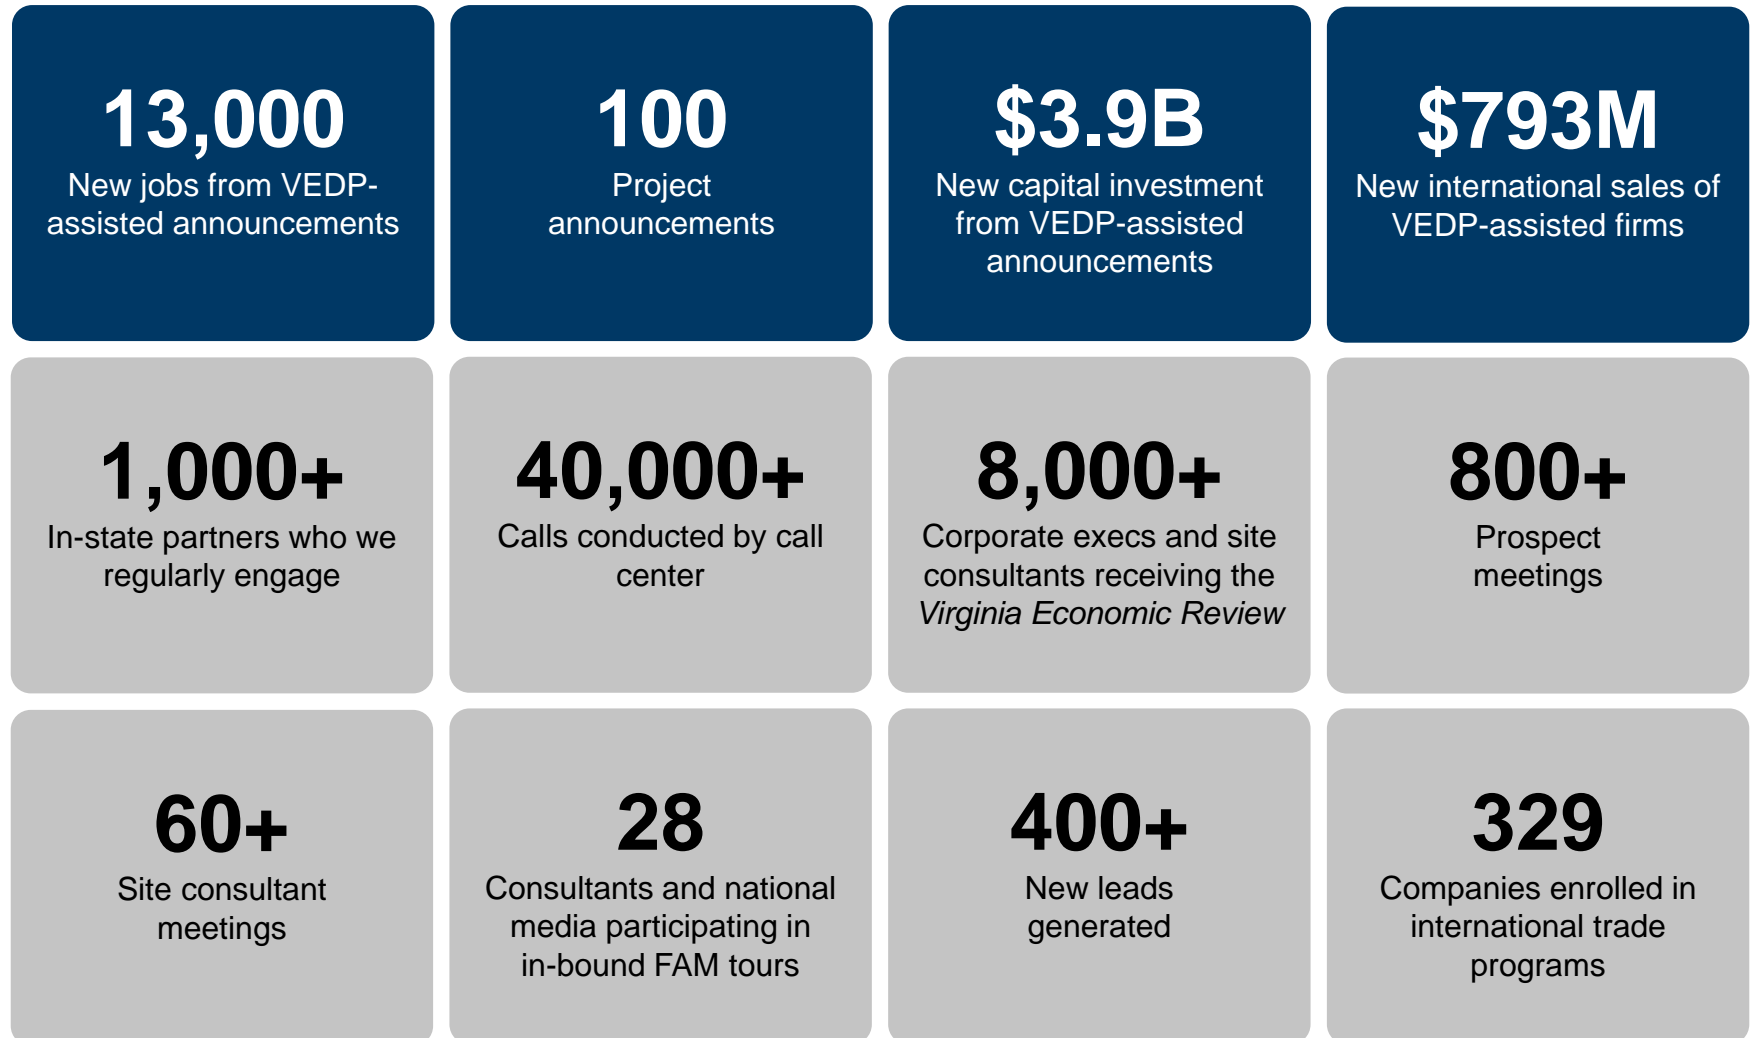 13,000
New jobs from VEDP-
assisted announcements
100
Project
announcements
$3.9B
New capital investment
from VEDP-assisted
announcements
$793M
New international sales of
VEDP-assisted firms
1,000+
In-state partners who we
regularly engage
40,000+
Calls conducted by call
center
8,000+
Corporate execs and site
consultants receiving the
Virginia Economic Review
800+
Prospect
meetings
60+
Site consultant
meetings
28
Consultants and national
media participating in
in-bound FAM tours
400+
New leads
generated
329
Companies enrolled in
international trade
programs